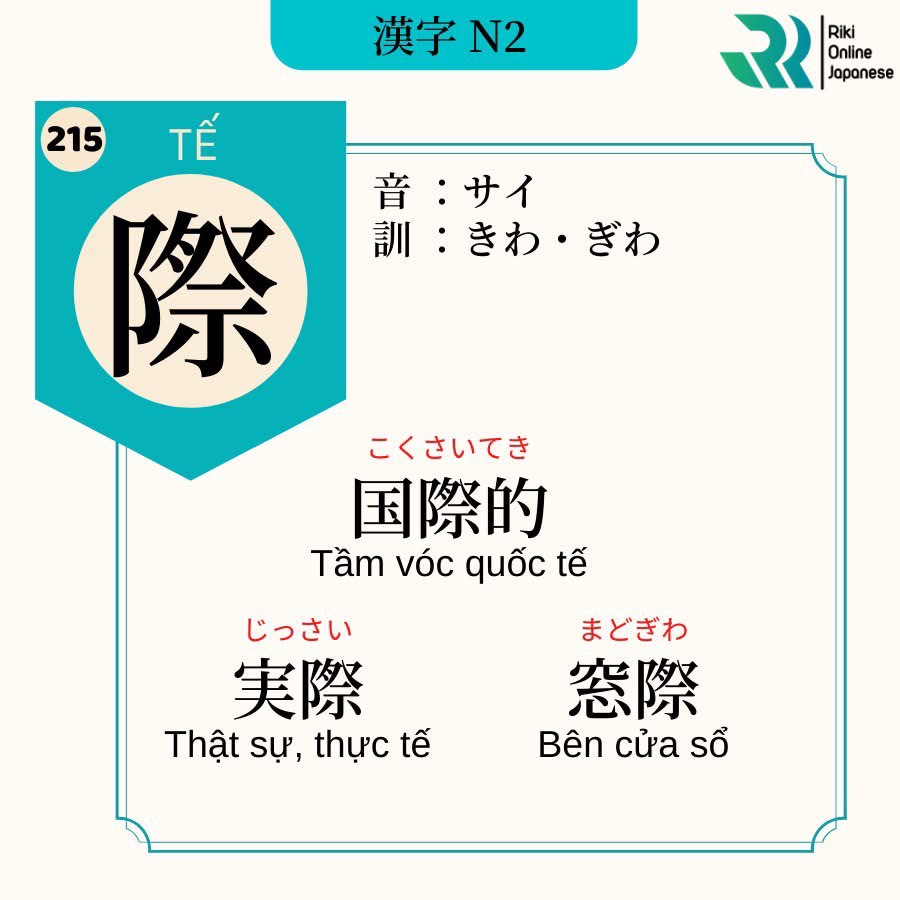 漢字 N2
Riki
Online
Japanese
215
TẾ
際
音 ：サイ
訓 ：きわ・ぎわ
こくさいてき
国際的
Tầm vóc quốc tế
じっさい
実際
Thật sự, thực tế
まどぎわ
窓際
Bên cửa sổ